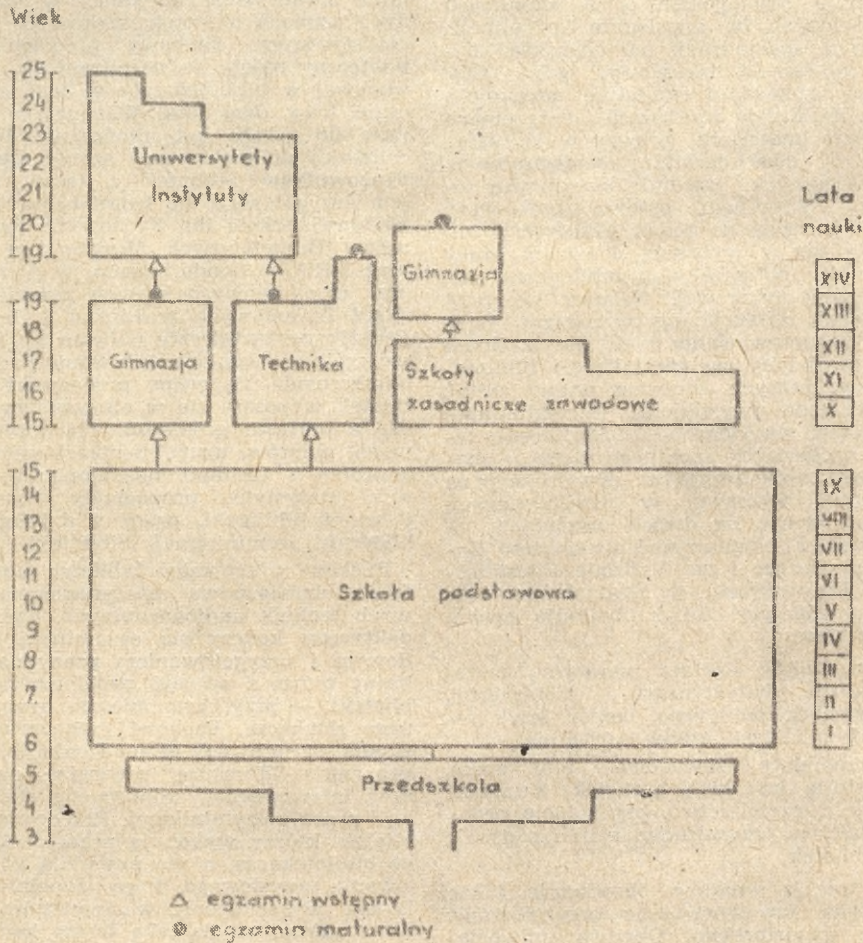 Wiek
25
24
23
22
21
20
19
19
18
17
16
15
15
14
13
12
11
10
9
8
7
6
5
4
3
Uniwersytety
Instytuty
Gimnazja
Technika
Gimnazja
Szkoły
zasadnicze zawodowe
Szkoła podstawowa
Przedszkola
Lata
nauki
XIV
XIII
XII
XI
X
IX
VIII
VII
VI
V
IV
III
II
I
egzamin wstępny
egzamin maturalny